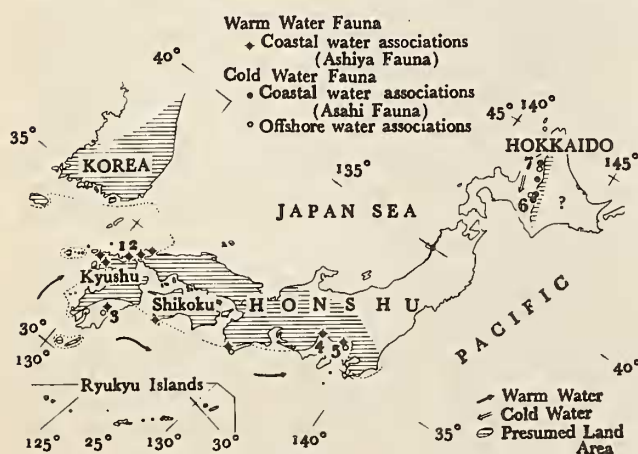 Warm Water Fauna
Coastal water associations
(Ashiya Fauna)
Cold Water Fauna
Coastal water associations
(Asahi Fauna)
Offshore water associations
40°
35°
KOREA
135°
JAPAN SEA
45° 140°
HOKKAIDO
145°
7 8
6
?
1 2
Kyushu
3
Shikoku
HONSHU
4
5
PACIFIC
30°
130°
Ryukyu Islands
40°
Warm Water
Cold Water
Presumed Land
Area
125° 25° 130° 30° 140° 35°